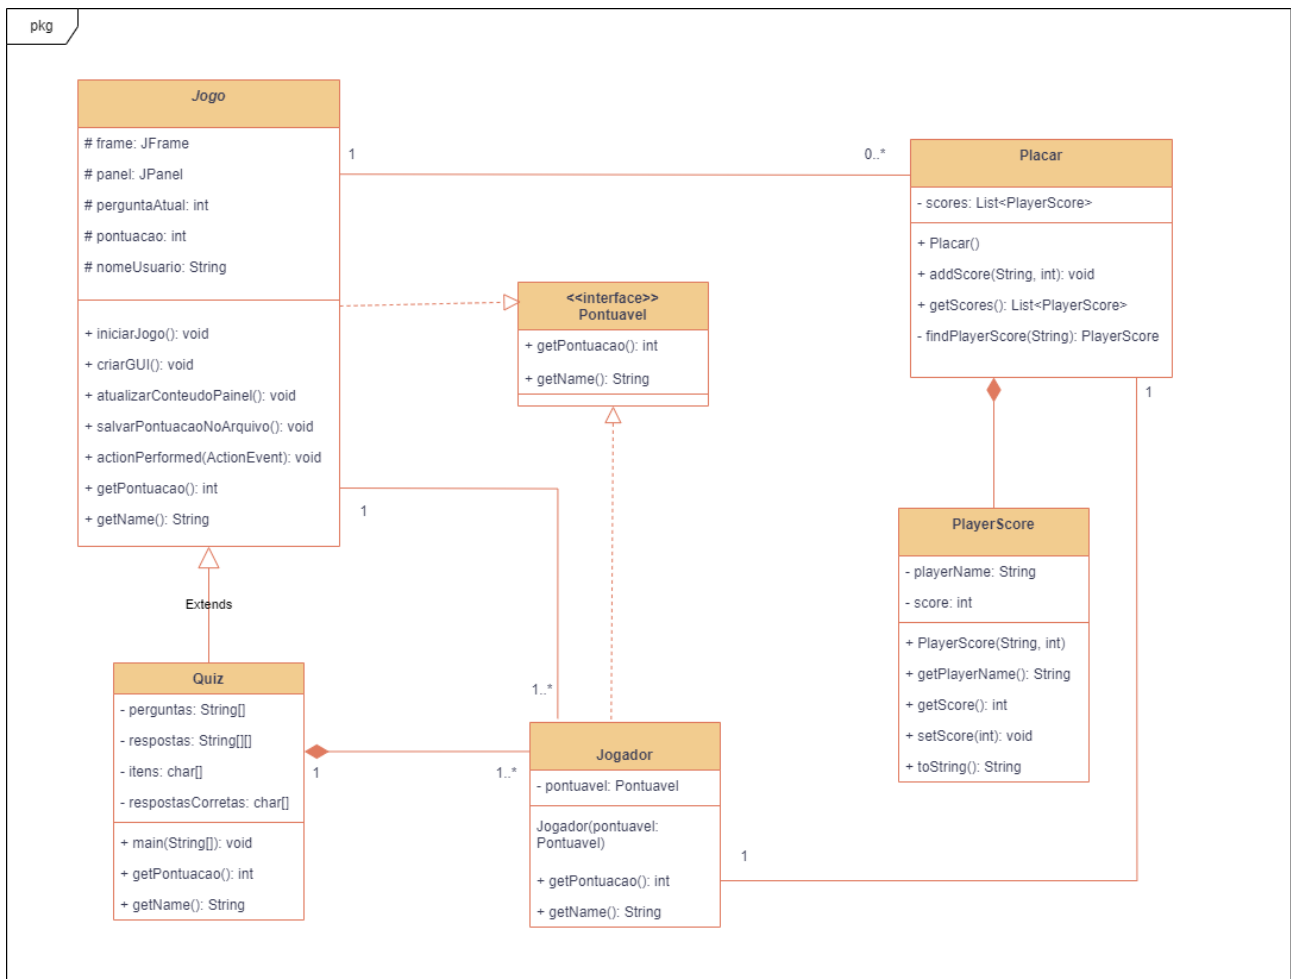 pkg
Jogo
# frame: JFrame
# panel: JPanel
# perguntaAtual: int
# pontuacao: int
# nomeUsuario: String
+ iniciarJogo(): void
+ criarGUI(): void
+ atualizarConteudoPainel(): void
+ salvarPontuacaoNoArquivo(): void
+ actionPerformed(ActionEvent): void
+ getPontuacao(): int
+ getName(): String
1
0..*
Placar
- scores: List<PlayerScore>
+ Placar()
+ addScore(String, int): void
+ getScores(): List<PlayerScore>
- findPlayerScore(String): PlayerScore
<<interface>>
Pontuavel
+ getPontuacao(): int
+ getName(): String
1
1
1..*
PlayerScore
- playerName: String
- score: int
+ PlayerScore(String, int)
+ getPlayerName(): String
+ getScore(): int
+ setScore(int): void
+ toString(): String
Extends
Quiz
- perguntas: String[]
- respostas: String[][]
- itens: char[]
- respostasCorretas: char[]
+ main(String[]): void
+ getPontuacao(): int
+ getName(): String
1
1..*
Jogador
- pontuavel: Pontuavel
Jogador(pontuavel:
Pontuavel)
+ getPontuacao(): int
+ getName(): String
1